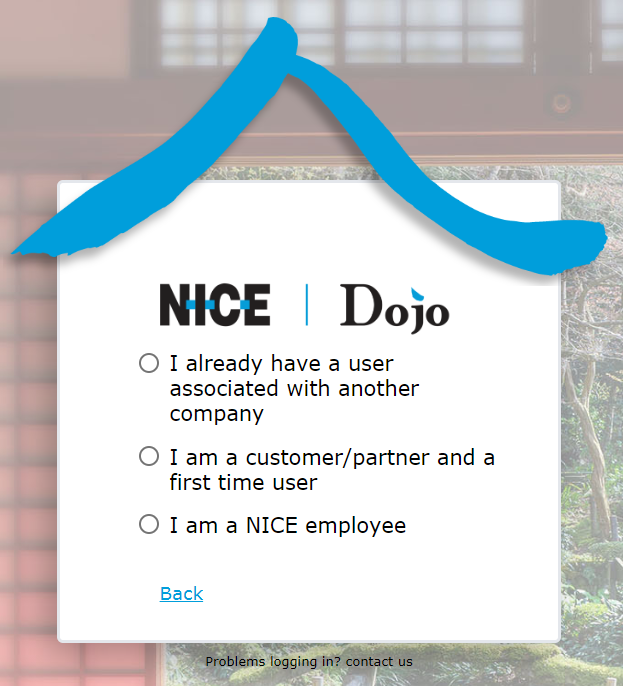 NICE | Dojo
I already have a user
associated with another
company
I am a customer/partner and a
first time user
I am a NICE employee
Back
Problems logging in? contact us